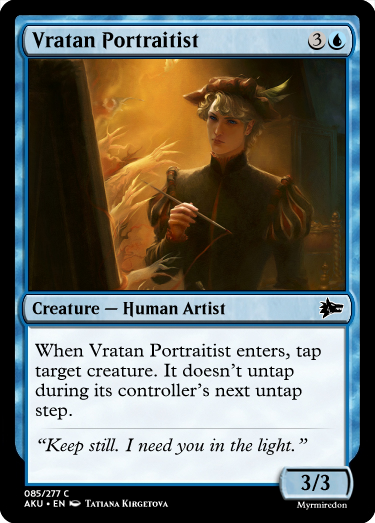 Vratan Portraitist 3
Creature — Human Artist
When Vratan Portraitist enters, tap
target creature. It doesn't untap
during its controller's next untap
step.
“Keep still. I need you in the light.”
3/3
085/277 C
AKU • EN Tatiana Kirgetova
Myrmiredon